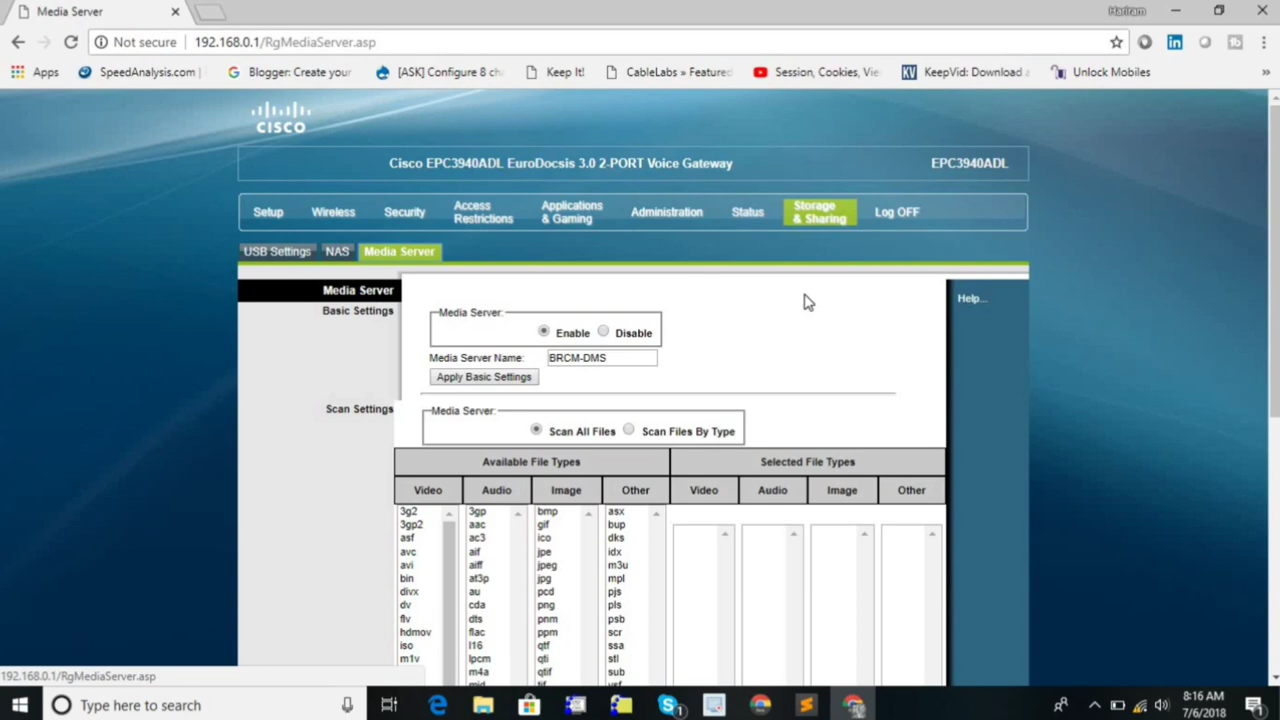 Media Server
Hariram
Not secure 192.168.0.1/RgMediaServer.asp
Apps SpeedAnalysis.com Blogger: Create your [ASK] Configure 8 ch Keep It! CableLabs » Featured Session, Cookies, Vie KeepVid: Download a Unlock Mobiles »
CISCO
Cisco EPC3940ADL EuroDocsis 3.0 2-PORT Voice Gateway EPC3940ADL
Setup Wireless Security Access Restrictions Applications & Gaming Administration Status Storage & Sharing Log OFF
USB Settings NAS Media Server
Media Server
Help...
Basic Settings
Media Server:
Enable Disable
Media Server Name: BRCM-DMS
Apply Basic Settings
Scan Settings
Media Server:
Scan All Files Scan Files By Type
Available File Types Selected File Types
Video Audio Image Other Video Audio Image Other
3g2 3gp bmp asx
3gp2 aac gif bup
asf ac3 ico dks
avc aif jpe idx
avi aiff jpeg m3u
bin at3p jpg mpl
divx au pcd pjs
dv cda png pls
flv dts pnm psb
hdmov flac ppm scr
iso l16 qtf ssa
m1v lpcm qti stl
m4a qtif sub
192.168.0.1/RgMediaServer.asp
Type here to search
1
8:16 AM
7/6/2018
1